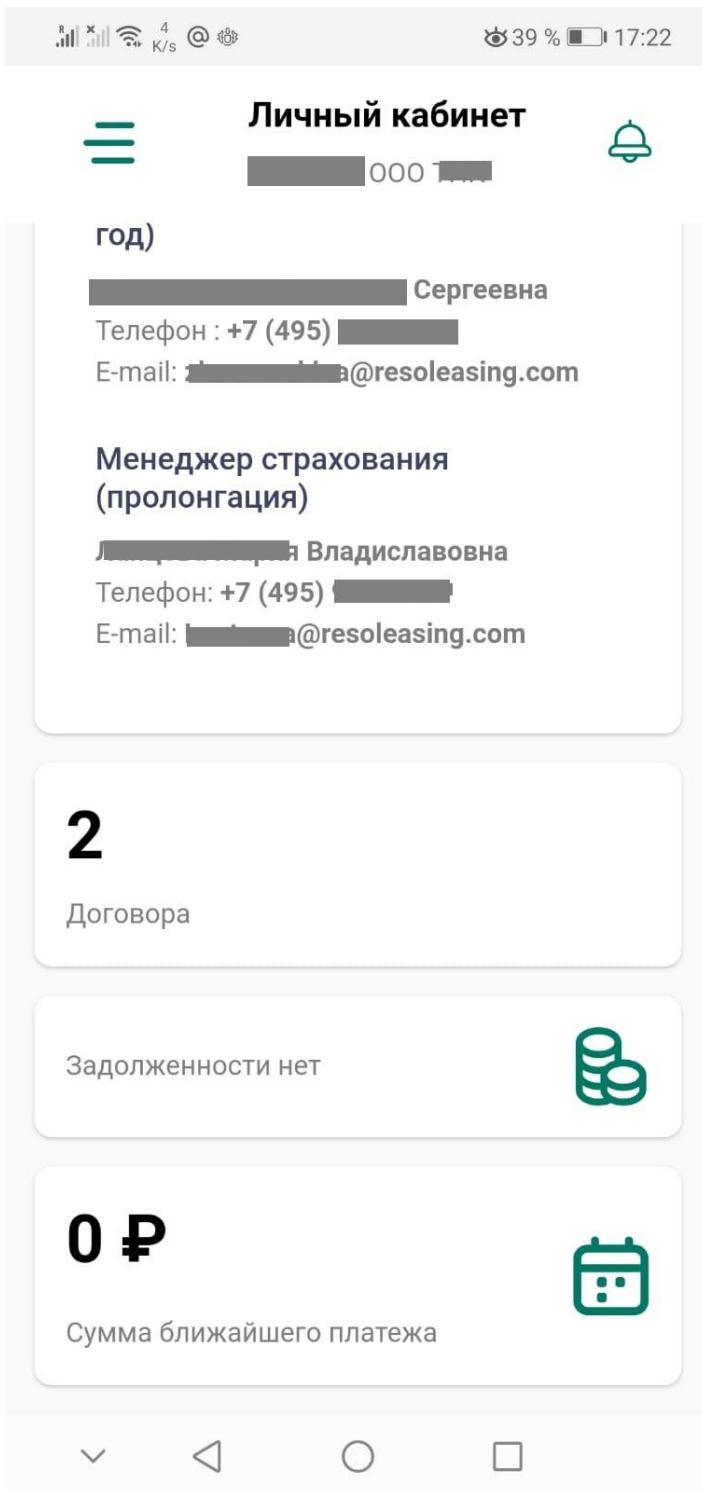 R
4
K/s
39 %
17:22
Личный кабинет
ООО
год)
Сергеевна
Телефон : +7 (495)
E-mail: a@resoleasing.com
Менеджер страхования
(пролонгация)
Владиславовна
Телефон: +7 (495)
E-mail: a@resoleasing.com
2
Договора
Задолженности нет
0 ₽
Сумма ближайшего платежа